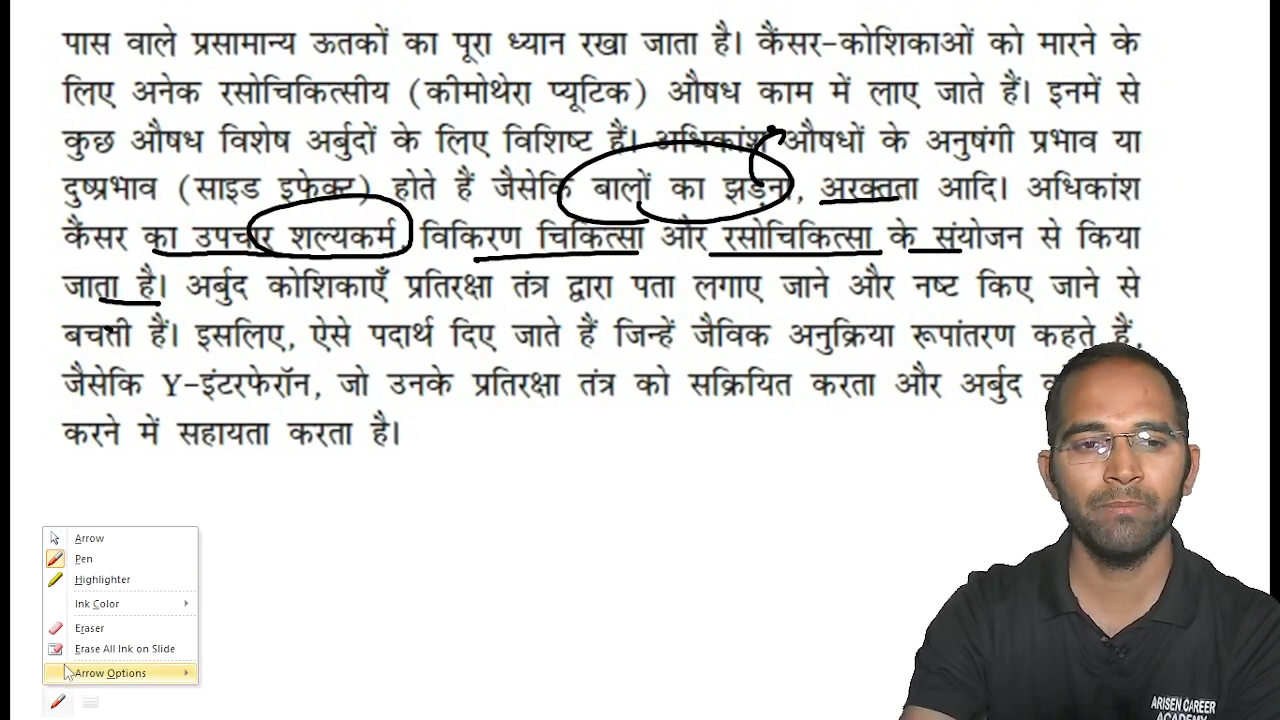 पास वाले प्रसामान्य ऊतकों का पूरा ध्यान रखा जाता है। कैंसर-कोशिकाओं को मारने के
लिए अनेक रसोचिकित्सीय (कीमोथेरा प्यूटिक) औषध काम में लाए जाते हैं। इनमें से
कुछ औषध विशेष अर्बुदों के लिए विशिष्ट हैं। अधिकांश औषधों के अनुषंगी प्रभाव या
दुष्प्रभाव (साइड इफेक्ट) होते हैं जैसेकि बालों का झड़ना, अरक्तता आदि। अधिकांश
कैंसर का उपचार शल्यकर्म, विकिरण चिकित्सा और रसोचिकित्सा के संयोजन से किया
जाता है। अर्बुद कोशिकाएँ प्रतिरक्षा तंत्र द्वारा पता लगाए जाने और नष्ट किए जाने से
बचती हैं। इसलिए, ऐसे पदार्थ दिए जाते हैं जिन्हें जैविक अनुक्रिया रूपांतरण कहते हैं,
जैसेकि Y-इंटरफेरॉन, जो उनके प्रतिरक्षा तंत्र को सक्रियित करता और अर्बुद
करने में सहायता करता है।
Arrow
Pen
Highlighter
Ink Color
Eraser
Erase All Ink on Slide
Arrow Options
ARISEN CAREER
ACADEMY